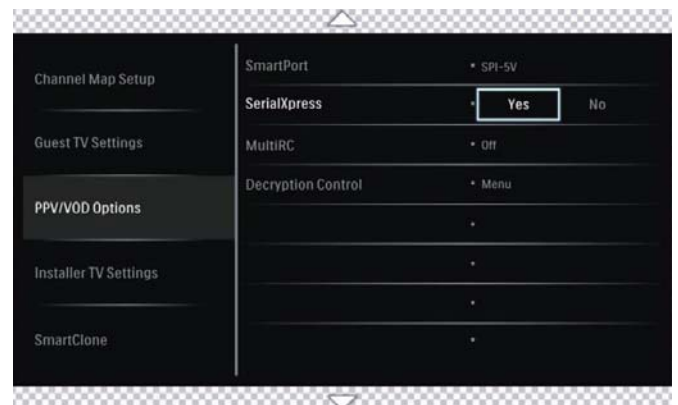 Channel Map Setup
Guest TV Settings
PPV/VOD Options
Installer TV Settings
SmartClone
SmartPort • SPI-5V
SerialXpress • Yes No
MultiRC • Off
Decryption Control • Menu
•
•
•
•